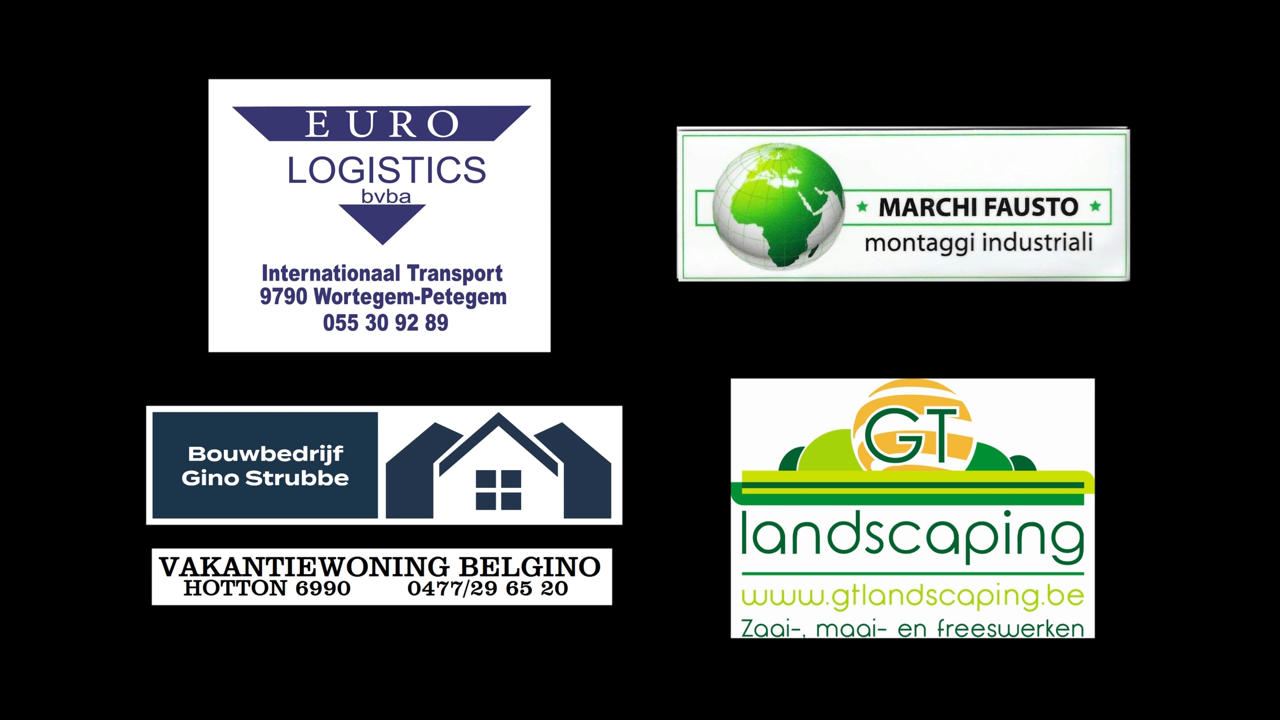 EURO
LOGISTICS
bvba
Internationaal Transport
9790 Wortegem-Petegem
055 30 92 89
MARCHI FAUSTO
montaggi industriali
Bouwbedrijf
Gino Strubbe
VAKANTIEWONING BELGINO
HOTTON 6990 0477/29 65 20
GT
landscaping
www.gtlandscaping.be
Zaai-, maai- en freeswerken